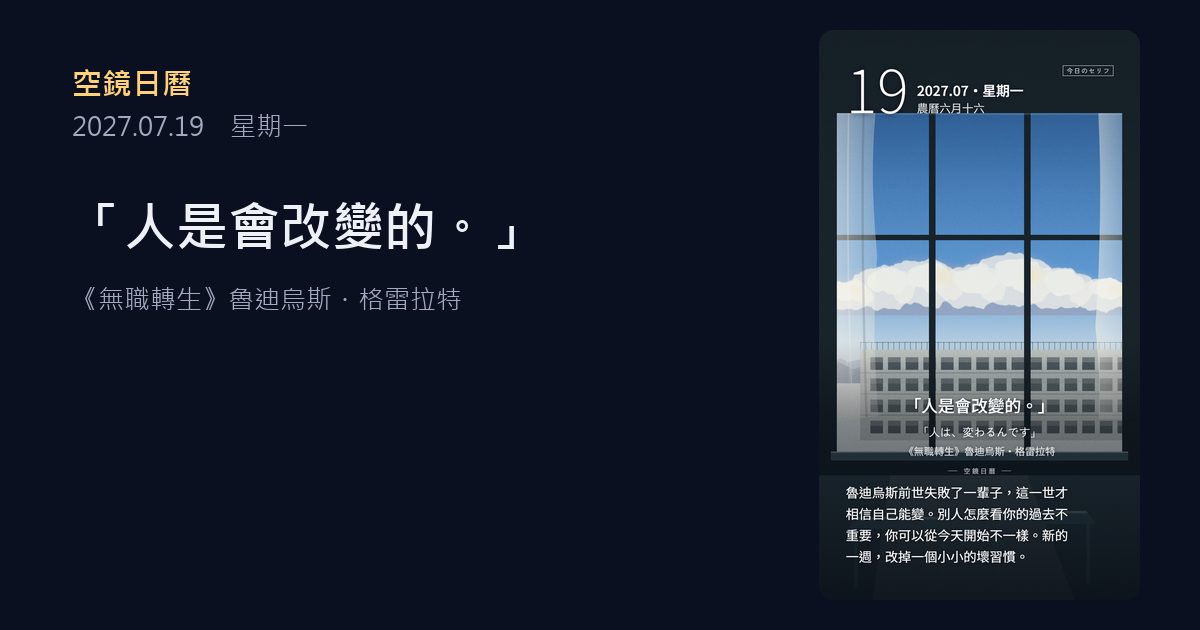 空鏡日曆
2027.07.19 星期一
「人是會改變的。」
《無職轉生》魯迪烏斯・格雷拉特
今日のセリフ
19
2027.07・星期一
農曆六月十六
「人是會改變的。」
「人は、変わるんです」
《無職轉生》魯迪烏斯・格雷拉特
— 空鏡日曆 —
魯迪烏斯前世失敗了一輩子，這一世才
相信自己能變。別人怎麼看你的過去不
重要，你可以從今天開始不一樣。新的
一週，改掉一個小小的壞習慣。